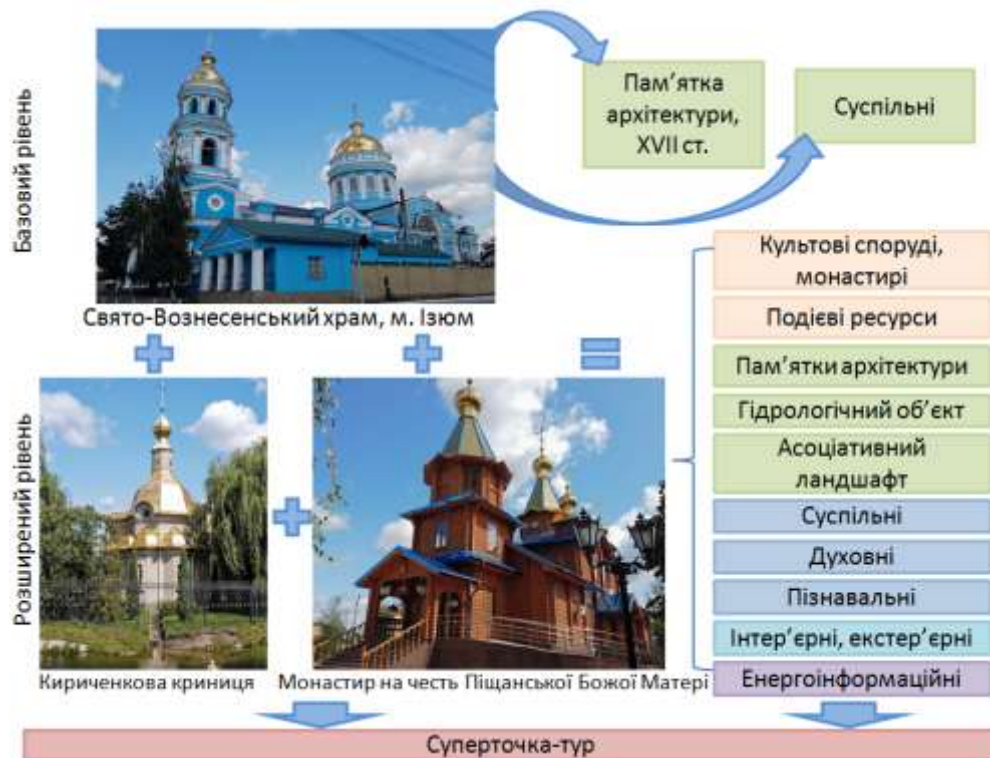 Базовий рівень
Пам’ятка
архітектури,
XVII ст.
Суспільні
Свято-Вознесенський храм, м. Ізюм
Розширений рівень
Кириченкова криниця
Монастир на честь Піщанської Божої Матері
Культові споруді,
монастирі
Подієві ресурси
Пам’ятки архітектури
Гідрологічний об’єкт
Асоціативний
ландшафт
Суспільні
Духовні
Пізнавальні
Інтер’єрні, екстер’єрні
Енергоінформаційні
Суперточка-тур